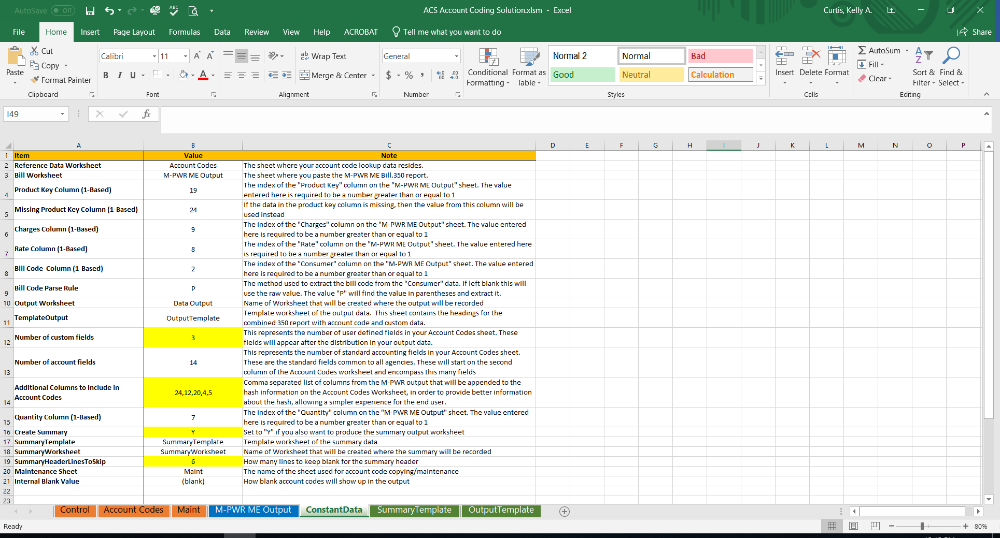 AutoSave Off
ABC
ACS Account Coding Solution.xlsm - Excel
Curtis, Kelly A.
File Home Insert Page Layout Formulas Data Review View Help ACROBAT Tell me what you want to do
Share
Paste
Cut
Copy
Format Painter
Clipboard
Calibri 11
B I U
Font
Wrap Text
Merge & Center
Alignment
General
$ % ,
Number
Conditional Formatting
Format as Table
Normal 2 Normal Bad
Good Neutral Calculation
Styles
Insert Delete Format
Cells
AutoSum
Fill
Clear
Sort & Filter
Find & Select
Editing
I49
fx
A B C D E F G H I J K L M N O P
1 Item Value Note
2 Reference Data Worksheet Account Codes The sheet where your account code lookup data resides.
3 Bill Worksheet M-PWR ME Output The sheet where you paste the M-PWR ME Bill.350 report.
4 Product Key Column (1-Based) 19 The index of the "Product Key" column on the "M-PWR ME Output" sheet. The value
entered here is required to be a number greater than or equal to 1
5 Missing Product Key Column (1-Based) 24 If the data in the product key column is missing, then the value from this column will be
used instead
6 Charges Column (1-Based) 9 The index of the "Charges" column on the "M-PWR ME Output" sheet. The value entered
here is required to be a number greater than or equal to 1
7 Rate Column (1-Based) 8 The index of the "Rate" column on the "M-PWR ME Output" sheet. The value entered here
is required to be a number greater than or equal to 1
8 Bill Code  Column (1-Based) 2 The index of the "Consumer" column on the "M-PWR ME Output" sheet. The value entered
here is required to be a number greater than or equal to 1
9 Bill Code Parse Rule P The method used to extract the bill code from the "Consumer" data. If left blank this will
use the raw value. The value "P" will find the value in parentheses and extract it.
10 Output Worksheet Data Output Name of Worksheet that will be created where the output will be recorded
11 TemplateOutput OutputTemplate Template worksheet of the output data.  This sheet contains the headings for the
combined 350 report with account code and custom data.
12 Number of custom fields 3 This represents the number of user defined fields in your Account Codes sheet. These
fields will appear after the distribution in your output data.
13 Number of account fields 14 This represents the number of standard accounting fields in your Account Codes sheet.
These are the standard fields common to all agencies. These will start on the second
column of the Account Codes worksheet and encompass this many fields
14 Additional Columns to Include in Account Codes 24,12,20,4,5 Comma separated list of columns from the M-PWR output that will be appended to the
hash information on the Account Codes Worksheet, in order to provide better information
about the hash, allowing a simpler experience for the end user.
15 Quantity Column (1-Based) 7 The index of the "Quantity" column on the "M-PWR ME Output" sheet. The value entered
here is required to be a number greater than or equal to 1
16 Create Summary Y Set to "Y" if you also want to produce the summary output worksheet
17 SummaryTemplate SummaryTemplate Template worksheet of the summary data
18 SummaryWorksheet SummaryWorksheet Name of Worksheet that will be created where the summary will be recorded
19 SummaryHeaderLinesToSkip 6 How many lines to keep blank for the summary header
20 Maintenance Sheet Maint The name of the sheet used for account code copying/maintenance
21 Internal Blank Value (blank) How blank account codes will show up in the output
22
23
Control Account Codes Maint M-PWR ME Output ConstantData SummaryTemplate OutputTemplate
Ready
80%